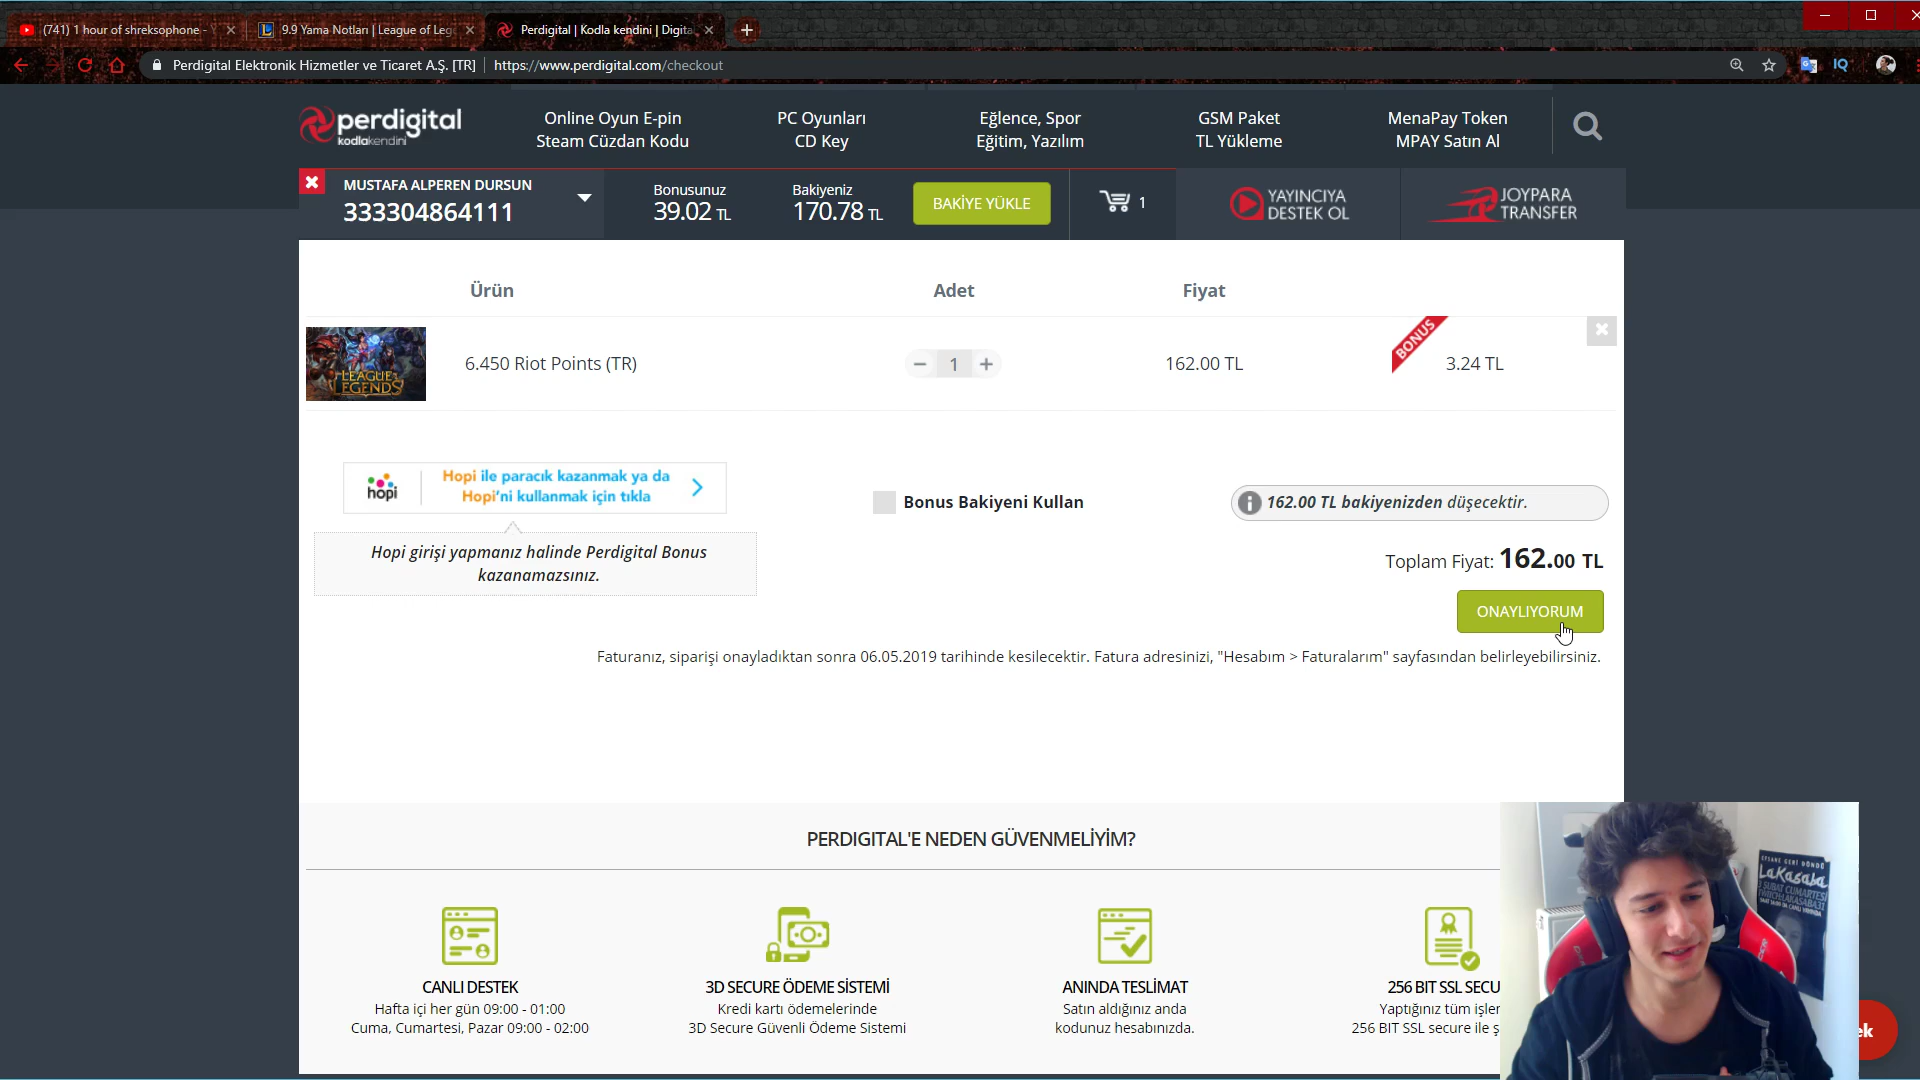 (741) 1 hour of shreksophone -
9.9 Yama Notları | League of Leg
Perdigital | Kodla kendini | Digita
Perdigital Elektronik Hizmetler ve Ticaret A.Ş. [TR]
https://www.perdigital.com/checkout
IQ
perdigital
kodlakendini
Online Oyun E-pin
Steam Cüzdan Kodu
PC Oyunları
CD Key
Eğlence, Spor
Eğitim, Yazılım
GSM Paket
TL Yükleme
MenaPay Token
MPAY Satın Al
MUSTAFA ALPEREN DURSUN
333304864111
Bonusunuz
39.02 TL
Bakiyeniz
170.78 TL
BAKİYE YÜKLE
1
YAYINCIYA
DESTEK OL
JOYPARA
TRANSFER
Ürün
Adet
Fiyat
LEAGUE
LEGENDS
6.450 Riot Points (TR)
1
162.00 TL
BONUS
3.24 TL
hopi
Hopi ile paracık kazanmak ya da
Hopi'ni kullanmak için tıkla
Hopi girişi yapmanız halinde Perdigital Bonus
kazanamazsınız.
Bonus Bakiyeni Kullan
162.00 TL bakiyenizden düşecektir.
Toplam Fiyat: 162.00 TL
ONAYLIYORUM
Faturanız, siparişi onayladıktan sonra 06.05.2019 tarihinde kesilecektir. Fatura adresinizi, "Hesabım > Faturalarım" sayfasından belirleyebilirsiniz.
PERDIGITAL'E NEDEN GÜVENMELİYİM?
CANLI DESTEK
Hafta içi her gün 09:00 - 01:00
Cuma, Cumartesi, Pazar 09:00 - 02:00
3D SECURE ÖDEME SİSTEMİ
Kredi kartı ödemelerinde
3D Secure Güvenli Ödeme Sistemi
ANINDA TESLİMAT
Satın aldığınız anda
kodunuz hesabınızda.
256 BIT SSL SECU
Yaptığınız tüm işler
256 BIT SSL secure ile ş
EFSANE GERİ DÖNDÜ
LaKasaba
ek